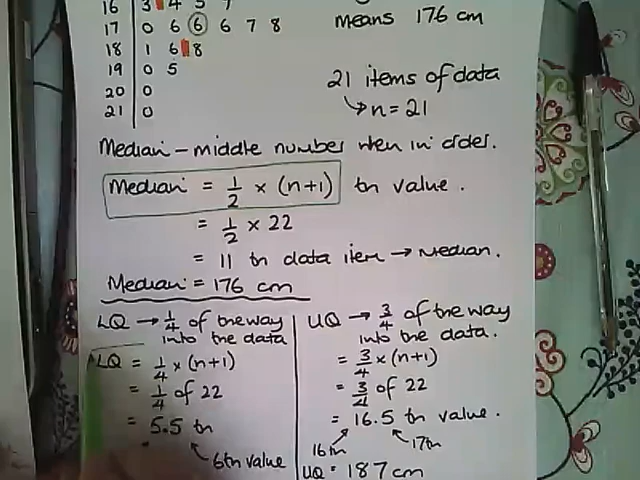 16 | 3 4 5 7
17 | 0 6 6 6 7 8
means 176 cm
18 | 1 6 8
19 | 0 5
20 | 0
21 | 0
21 items of data
↳ n = 21
Median – middle number when in order.
Median = 1/2 × (n+1) th value.
= 1/2 × 22
= 11 th data item → Median.
Median = 176 cm
LQ → 1/4 of the way
into the data
LQ = 1/4 × (n+1)
= 1/4 of 22
= 5.5 th
6th value
UQ → 3/4 of the way
into the data.
= 3/4 × (n+1)
= 3/4 of 22
= 16.5 th value.
16th 17th
UQ = 187 cm